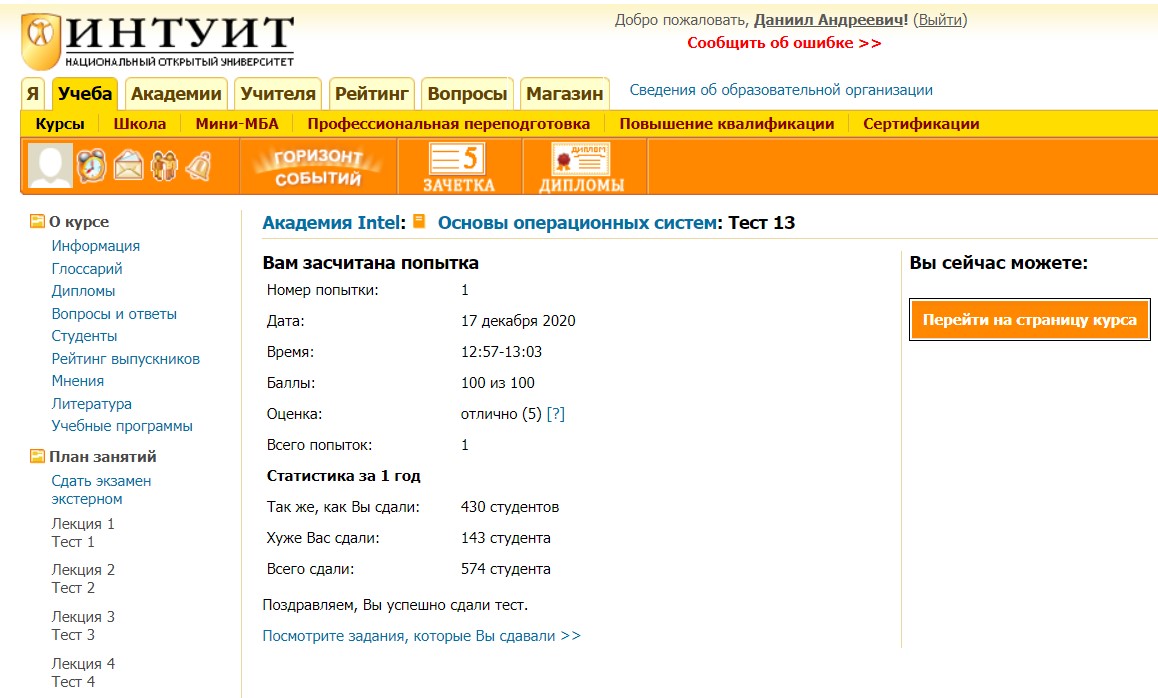 ИНТУИТ
НАЦИОНАЛЬНЫЙ ОТКРЫТЫЙ УНИВЕРСИТЕТ
Добро пожаловать, Даниил Андреевич! (Выйти)
Сообщить об ошибке >>
Я Учеба Академии Учителя Рейтинг Вопросы Магазин Сведения об образовательной организации
Курсы Школа Мини-МБА Профессиональная переподготовка Повышение квалификации Сертификации
ГОРИЗОНТ СОБЫТИЙ
5
ЗАЧЕТКА
ДИПЛОМ
ДИПЛОМЫ
О курсе
Информация
Глоссарий
Дипломы
Вопросы и ответы
Студенты
Рейтинг выпускников
Мнения
Литература
Учебные программы
План занятий
Сдать экзамен
экстерном
Лекция 1
Тест 1
Лекция 2
Тест 2
Лекция 3
Тест 3
Лекция 4
Тест 4
Академия Intel: Основы операционных систем: Тест 13
Вам засчитана попытка
Номер попытки: 1
Дата: 17 декабря 2020
Время: 12:57-13:03
Баллы: 100 из 100
Оценка: отлично (5) [?]
Всего попыток: 1
Статистика за 1 год
Так же, как Вы сдали: 430 студентов
Хуже Вас сдали: 143 студента
Всего сдали: 574 студента
Поздравляем, Вы успешно сдали тест.
Посмотрите задания, которые Вы сдавали >>
Вы сейчас можете:
Перейти на страницу курса